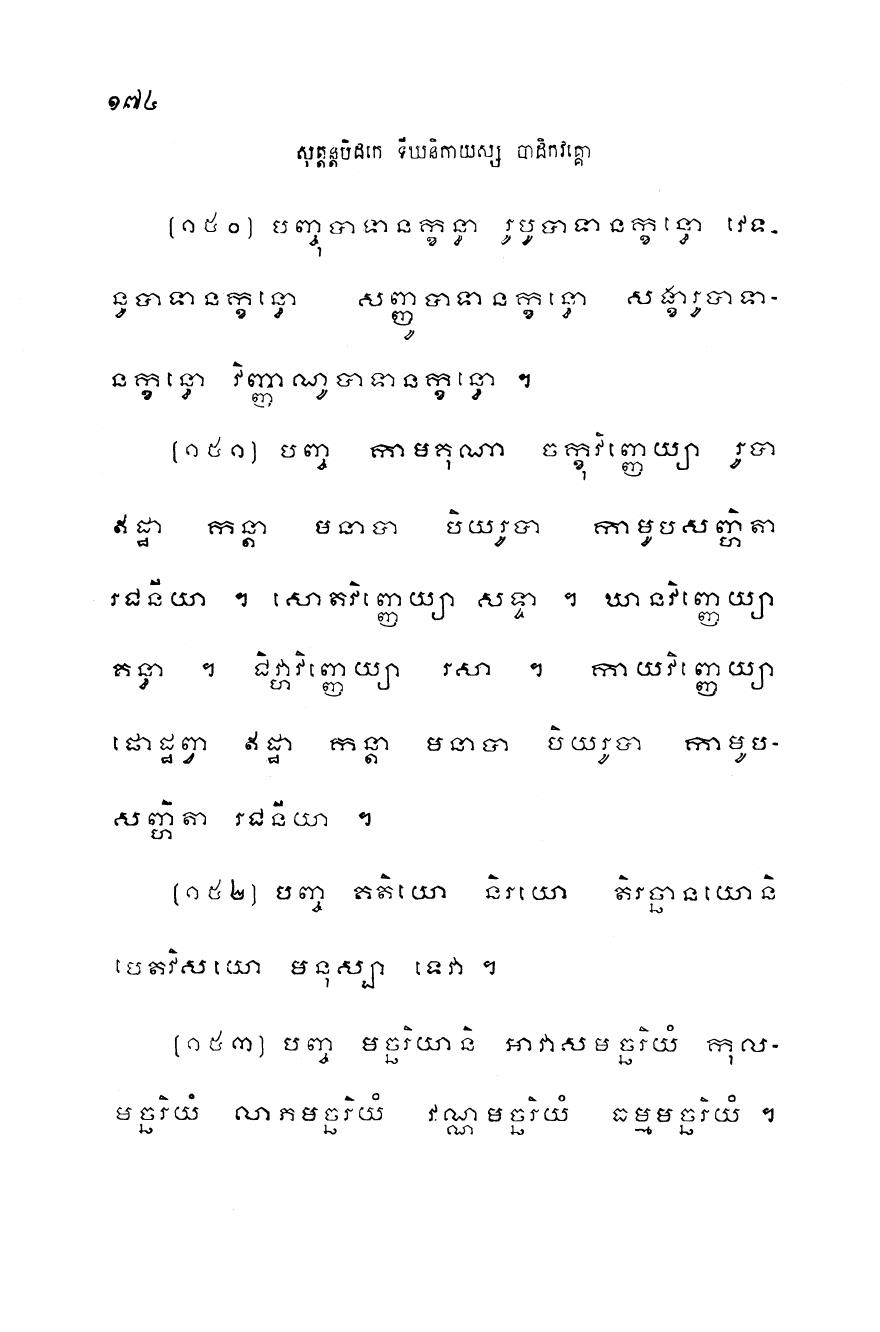 ១៧៤
សុត្តន្តបិដកេ ទីឃនិកាយស្ស បាដិកវគ្គោ
(១៥០) បញ្ចុបាទានក្ខន្ធា រូបូបាទានក្ខន្ធោ វេទ-
នូបាទានក្ខន្ធោ សញ្ញូបាទានក្ខន្ធោ សង្ខារូបាទា-
នក្ខន្ធោ វិញ្ញាណូបាទានក្ខន្ធោ ។
(១៥១) បញ្ច កាមគុណា ចក្ខុវិញ្ញេយ្យា រូបា
ឥដ្ឋា កន្តា មនាបា បិយរូបា កាមូបសញ្ហិតា
រជនីយា ។ សោតវិញ្ញេយ្យា សទ្ទា ។ ឃានវិញ្ញេយ្យា
គន្ធា ។ ជិវ្ហាវិញ្ញេយ្យា រសា ។ កាយវិញ្ញេយ្យា
ផោដ្ឋព្វា ឥដ្ឋា កន្តា មនាបា បិយរូបា កាមូប-
សញ្ហិតា រជនីយា ។
(១៥២) បញ្ច គតិយោ និរយោ តិរច្ឆានយោនិ
បេតវិសយោ មនុស្សា ទេវា ។
(១៥៣) បញ្ច មច្ឆរិយានិ អាវាសមច្ឆរិយំ កុល-
មច្ឆរិយំ លាភមច្ឆរិយំ វណ្ណមច្ឆរិយំ ធម្មមច្ឆរិយំ ។